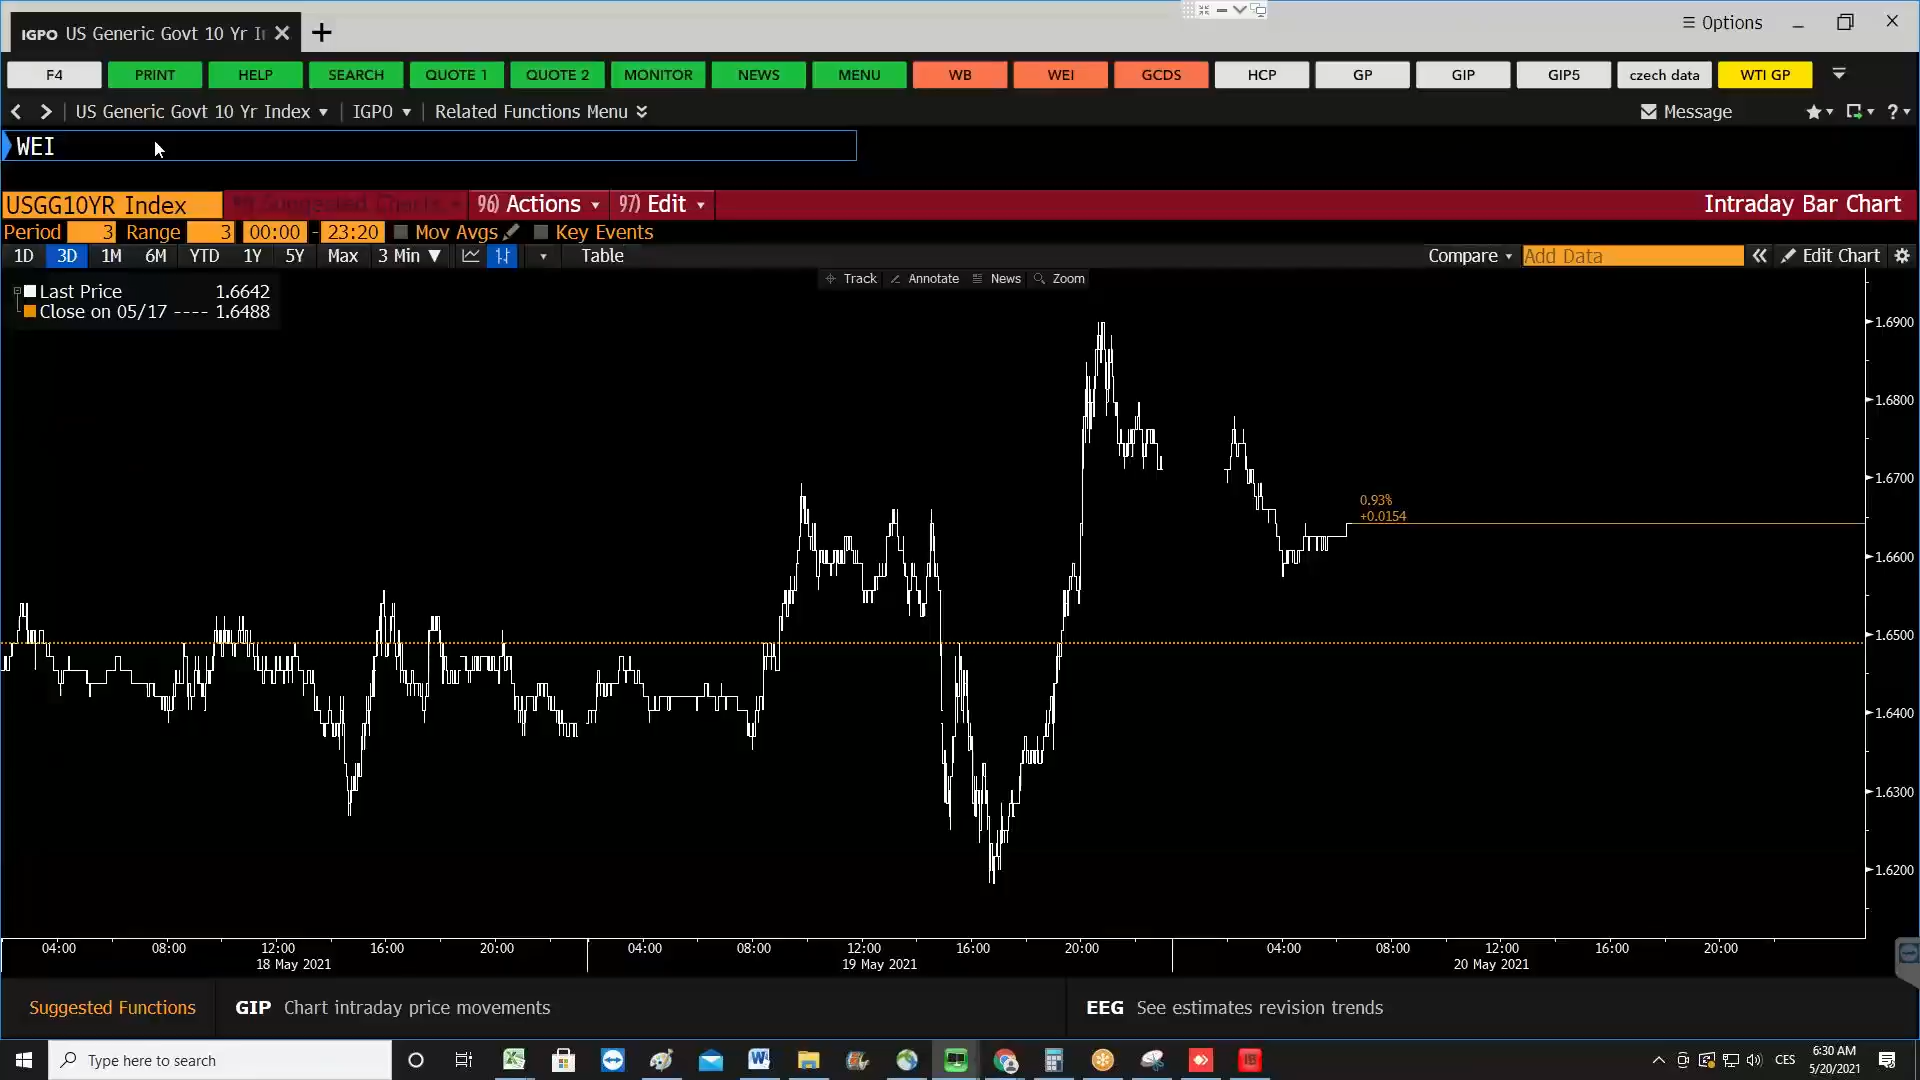 IGPO US Generic Govt 10 Yr I
Options
F4 PRINT HELP SEARCH QUOTE 1 QUOTE 2 MONITOR NEWS MENU WB WEI GCDS HCP GP GIP GIP5 czech data WTI GP
US Generic Govt 10 Yr Index IGPO Related Functions Menu Message
WEI
USGG10YR Index 96) Actions 97) Edit Intraday Bar Chart
Period 3 Range 3 00:00 - 23:20 Mov Avgs Key Events
1D 3D 1M 6M YTD 1Y 5Y Max 3 Min Table Compare Add Data Edit Chart
Track Annotate News Zoom
Last Price 1.6642
Close on 05/17 ---- 1.6488
1.6900
1.6800
1.6700
0.93%
+0.0154
1.6600
1.6500
1.6400
1.6300
1.6200
04:00 08:00 12:00 16:00 20:00 04:00 08:00 12:00 16:00 20:00 04:00 08:00 12:00 16:00 20:00
18 May 2021 19 May 2021 20 May 2021
Suggested Functions GIP Chart intraday price movements EEG See estimates revision trends
Type here to search
CES
6:30 AM
5/20/2021